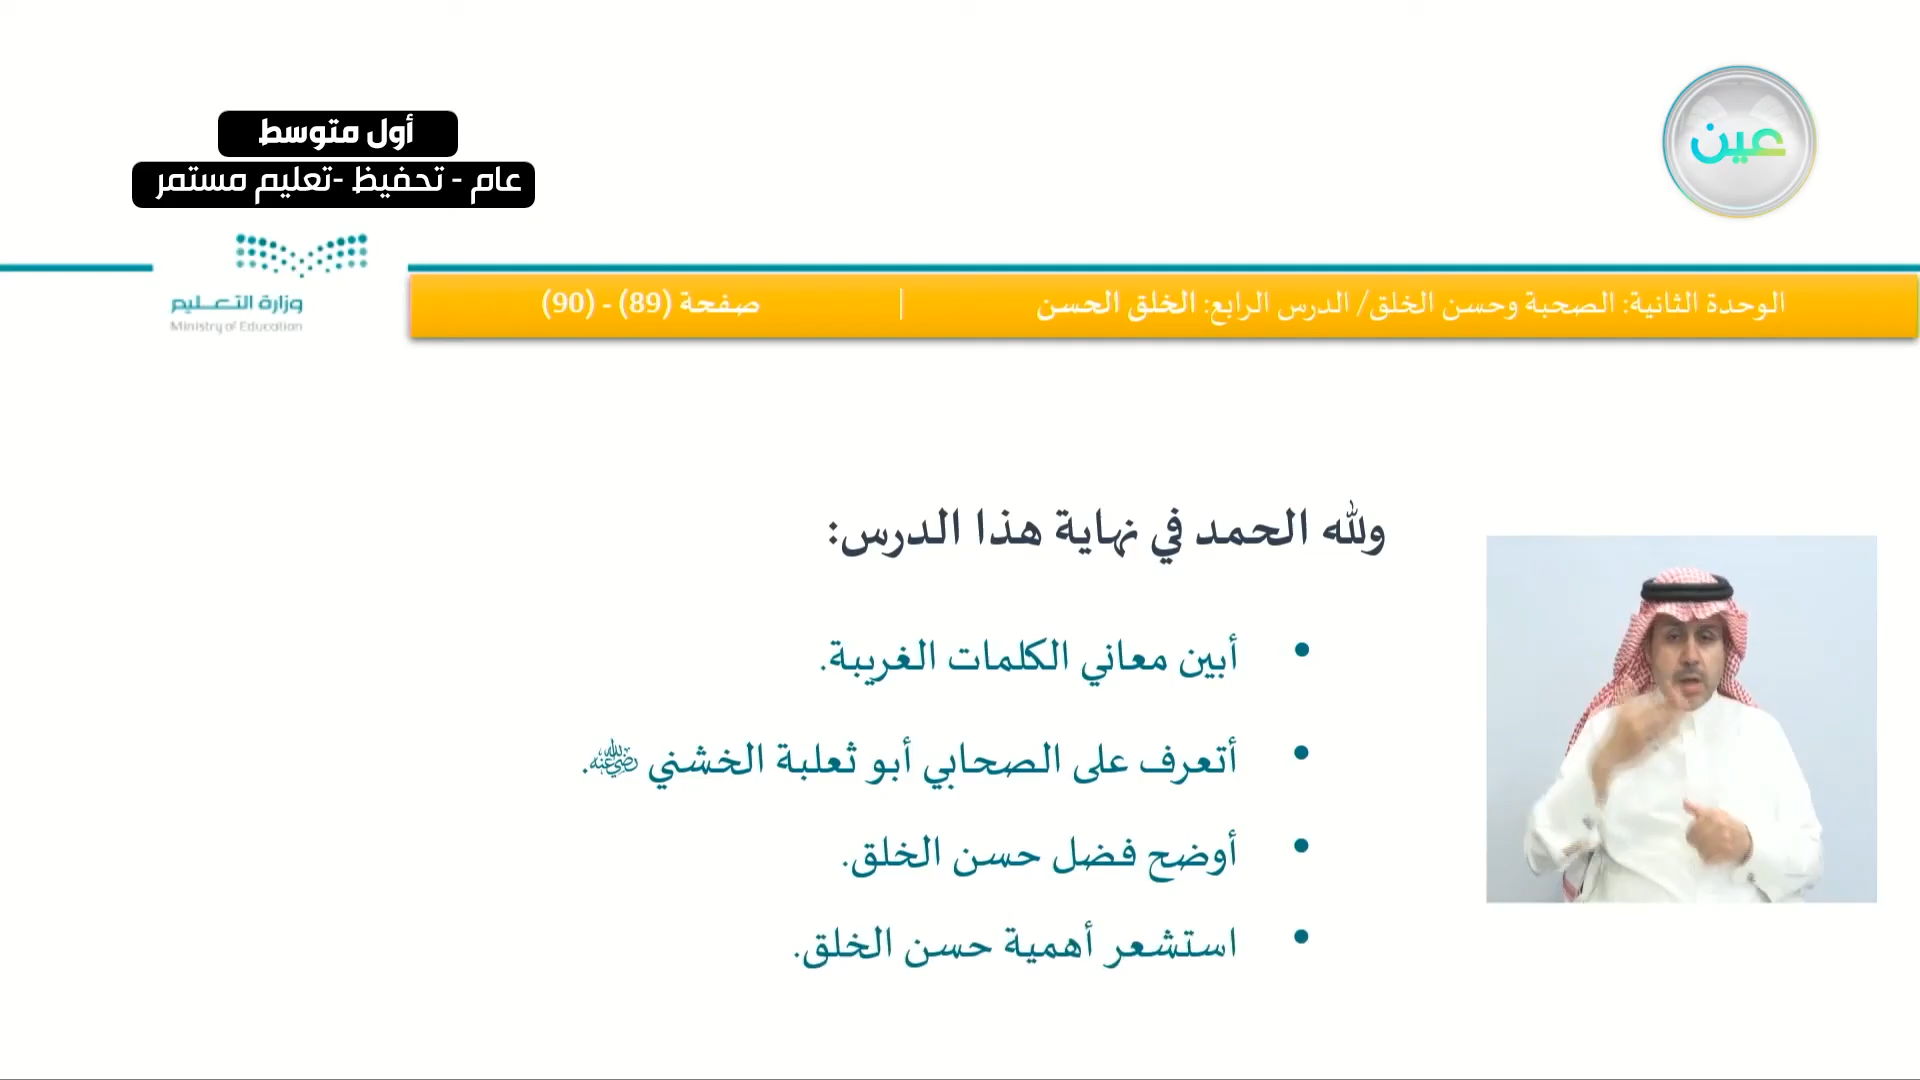 عين
أول متوسط
عام - تحفيظ -تعليم مستمر
وزارة التعليم
Ministry of Education
الوحدة الثانية: الصحبة وحسن الخلق/ الدرس الرابع: الخلق الحسن | صفحة (89) - (90)
ولله الحمد في نهاية هذا الدرس:
• أبين معاني الكلمات الغريبة.
• أتعرف على الصحابي أبو ثعلبة الخشني رضي الله عنه.
• أوضح فضل حسن الخلق.
• استشعر أهمية حسن الخلق.